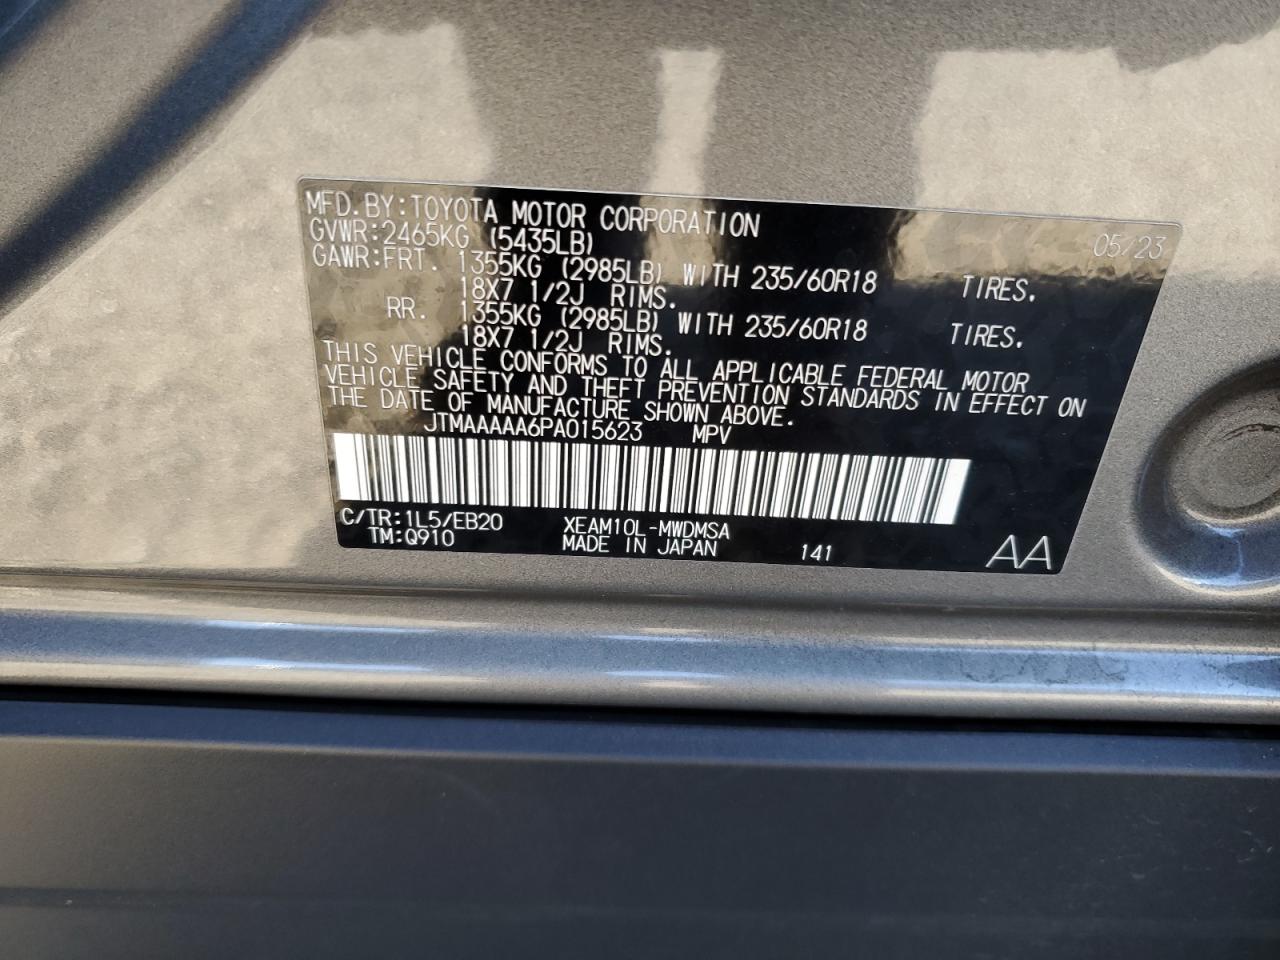 MFD.BY:TOYOTA MOTOR CORPORATION 05/23
GVWR:2465KG (5435LB)
GAWR:FRT. 1355KG (2985LB) WITH 235/60R18 TIRES.
18X7 1/2J RIMS.
RR. 1355KG (2985LB) WITH 235/60R18 TIRES.
18X7 1/2J RIMS.
THIS VEHICLE CONFORMS TO ALL APPLICABLE FEDERAL MOTOR
VEHICLE SAFETY AND THEFT PREVENTION STANDARDS IN EFFECT ON
THE DATE OF MANUFACTURE SHOWN ABOVE.
JTMAAAAA6PA015623 MPV
C/TR:1L5/EB20 XEAM10L-MWDMSA
TM:Q910 MADE IN JAPAN 141 AA